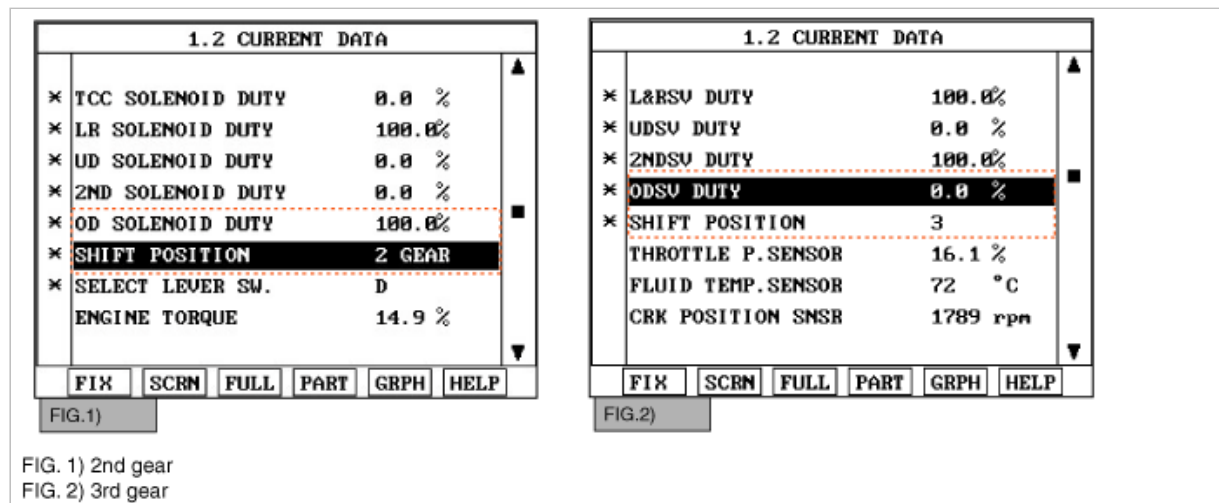 1.2 CURRENT DATA
* TCC SOLENOID DUTY 0.0 %
* LR SOLENOID DUTY 100.0%
* UD SOLENOID DUTY 0.0 %
* 2ND SOLENOID DUTY 0.0 %
* OD SOLENOID DUTY 100.0%
* SHIFT POSITION 2 GEAR
* SELECT LEVER SW. D
ENGINE TORQUE 14.9 %
FIX SCRN FULL PART GRPH HELP
FIG.1)
1.2 CURRENT DATA
* L&RSV DUTY 100.0%
* UDSV DUTY 0.0 %
* 2NDSV DUTY 100.0%
* ODSV DUTY 0.0 %
* SHIFT POSITION 3
THROTTLE P.SENSOR 16.1 %
FLUID TEMP.SENSOR 72 °C
CRK POSITION SNSR 1789 rpm
FIX SCRN FULL PART GRPH HELP
FIG.2)
FIG. 1) 2nd gear
FIG. 2) 3rd gear